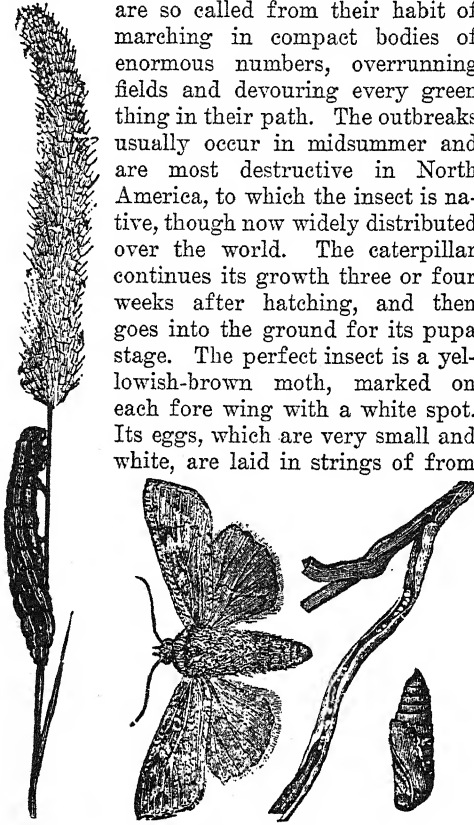 are so called from their habit of
marching in compact bodies of
enormous numbers, overrunning
fields and devouring every green
thing in their path. The outbreaks
usually occur in midsummer and
are most destructive in North
America, to which the insect is na-
tive, though now widely distributed
over the world. The caterpillar
continues its growth three or four
weeks after hatching, and then
goes into the ground for its pupa
stage. The perfect insect is a yel-
lowish-brown moth, marked on
each fore wing with a white spot.
Its eggs, which are very small and
white, are laid in strings of from